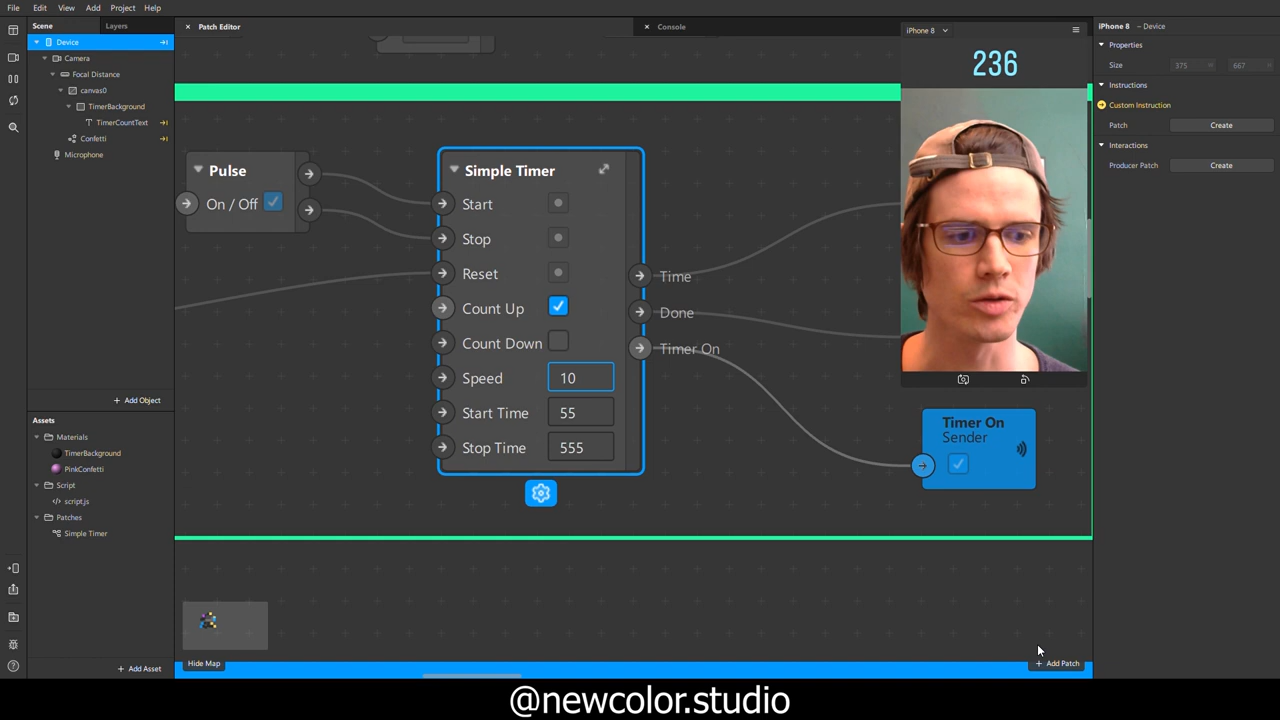 File Edit View Add Project Help
Scene Layers
Device
Camera
Focal Distance
canvas0
TimerBackground
TimerCountText
Confetti
Microphone
+ Add Object
Assets
Materials
TimerBackground
PinkConfetti
Script
script.js
Patches
Simple Timer
+ Add Asset
Patch Editor
Console
Pulse
On / Off
Simple Timer
Start
Stop
Reset
Count Up
Count Down
Speed 10
Start Time 55
Stop Time 555
Time
Done
Timer On
Timer On
Sender
Hide Map
+ Add Patch
iPhone 8
236
iPhone 8 – Device
Properties
Size 375 667
Instructions
Custom Instruction
Patch Create
Interactions
Producer Patch Create
@newcolor.studio